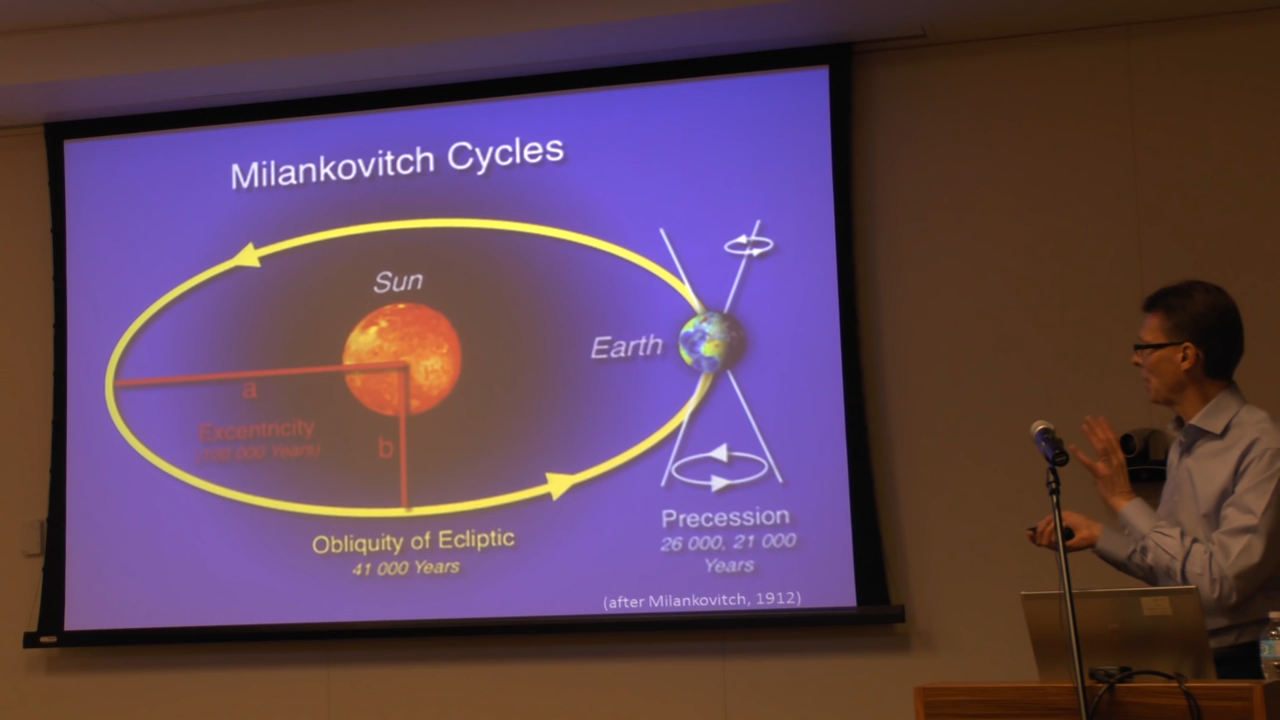 Milankovitch Cycles
Sun
Earth
a
Excentricity
(100 000 Years)
b
Obliquity of Ecliptic
41 000 Years
Precession
26 000, 21 000
Years
(after Milankovitch, 1912)